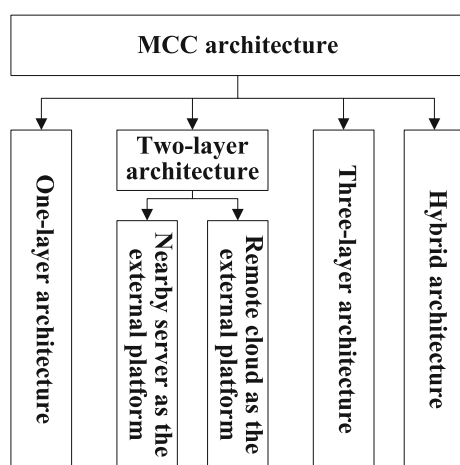 MCC architecture
One-layer architecture
Two-layer
architecture
Nearby server as the
external platform
Remote cloud as the
external platform
Three-layer architecture
Hybrid architecture